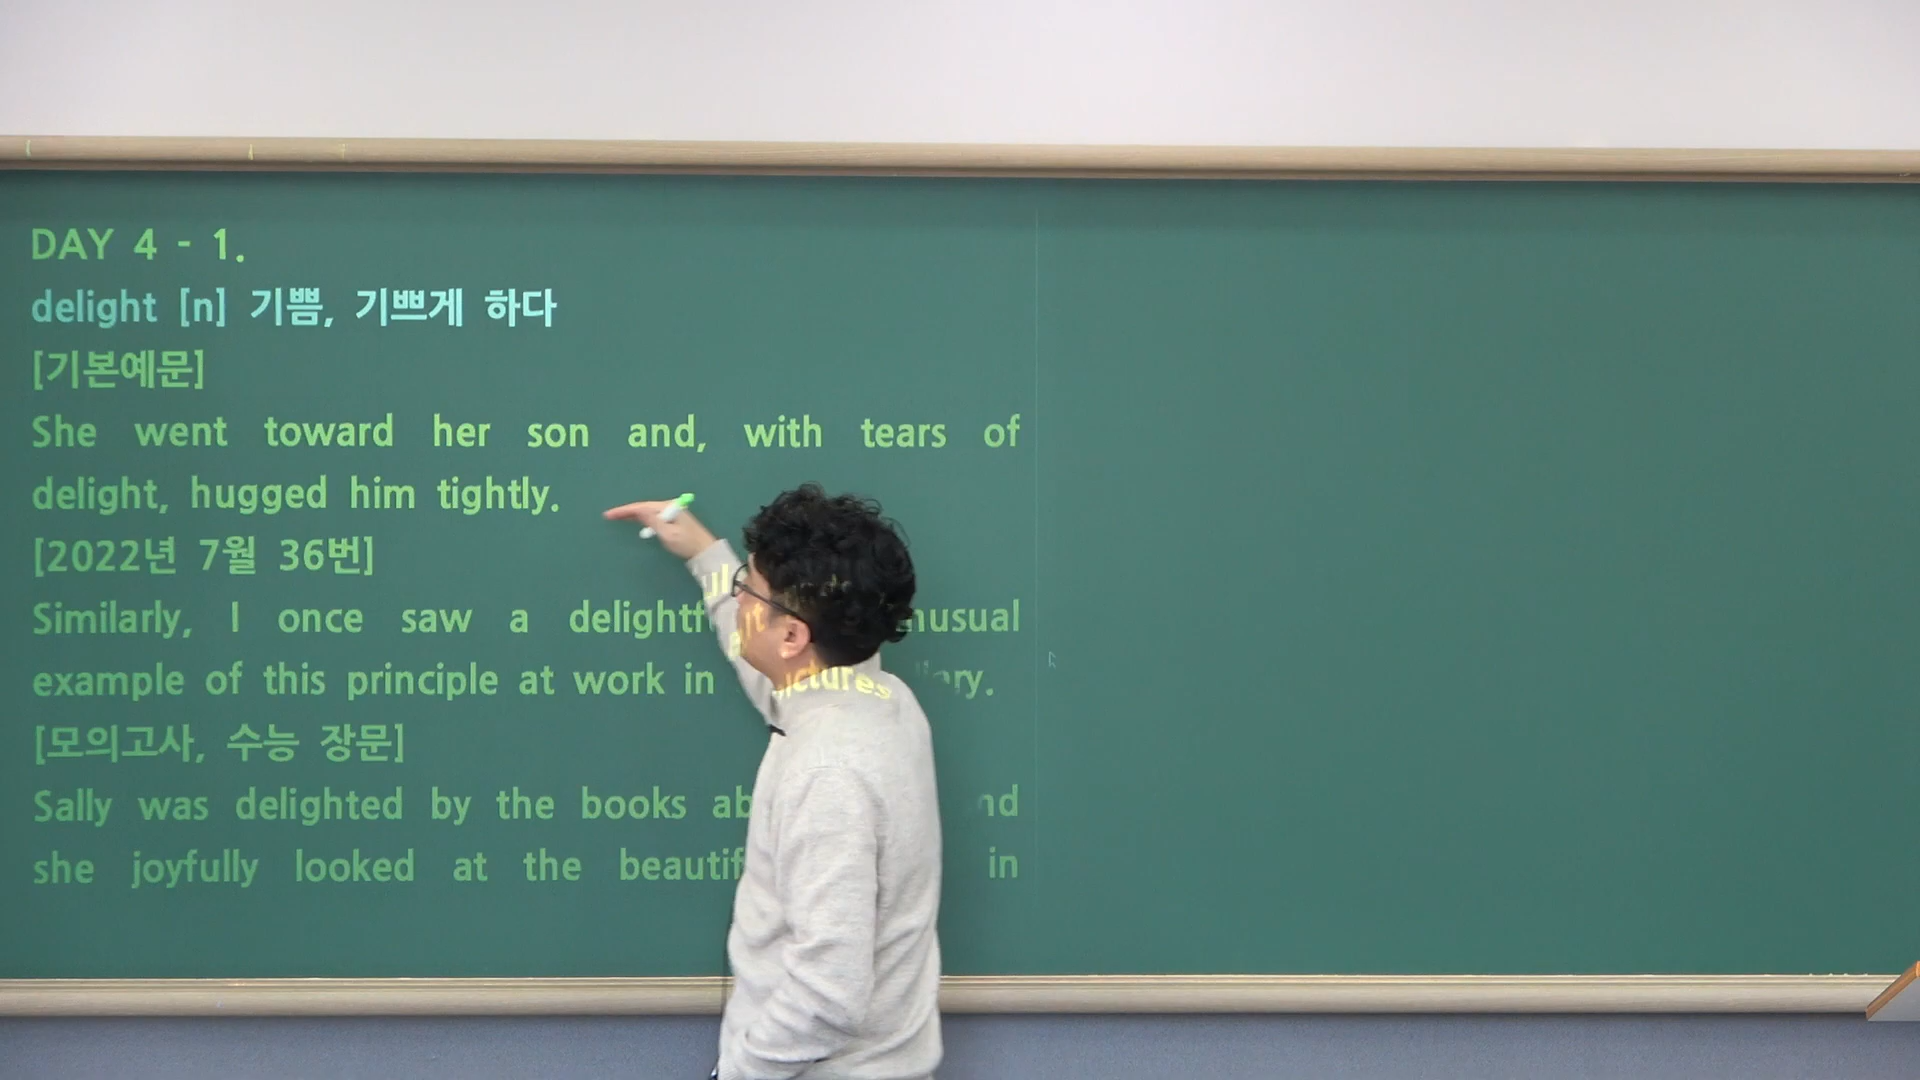 DAY 4 - 1.
delight [n] 기쁨, 기쁘게 하다
[기본예문]
She went toward her son and, with tears of
delight, hugged him tightly.
[2022년 7월 36번]
Similarly, I once saw a
example of this principle at work in
[모의고사, 수능 장문]
Sally was delighted by the books
she joyfully looked at the pictures in